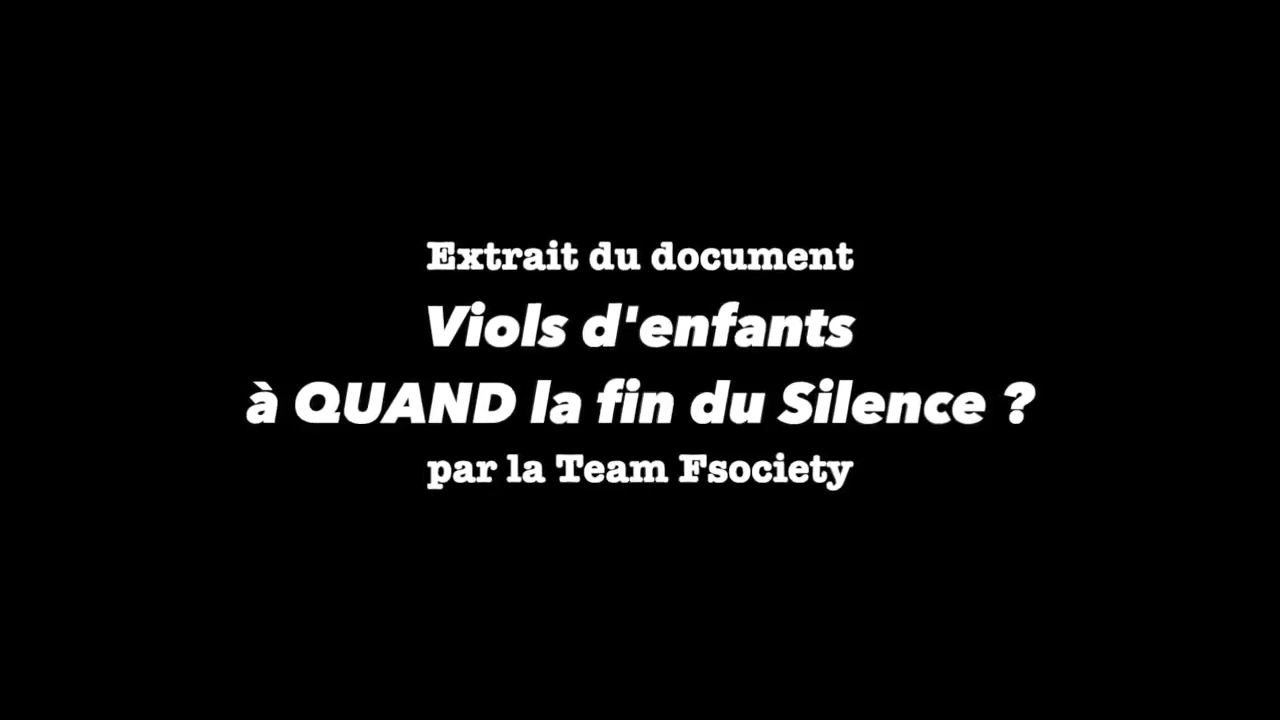 Extrait du document
Viols d'enfants
à QUAND la fin du Silence ?
par la Team Fsociety